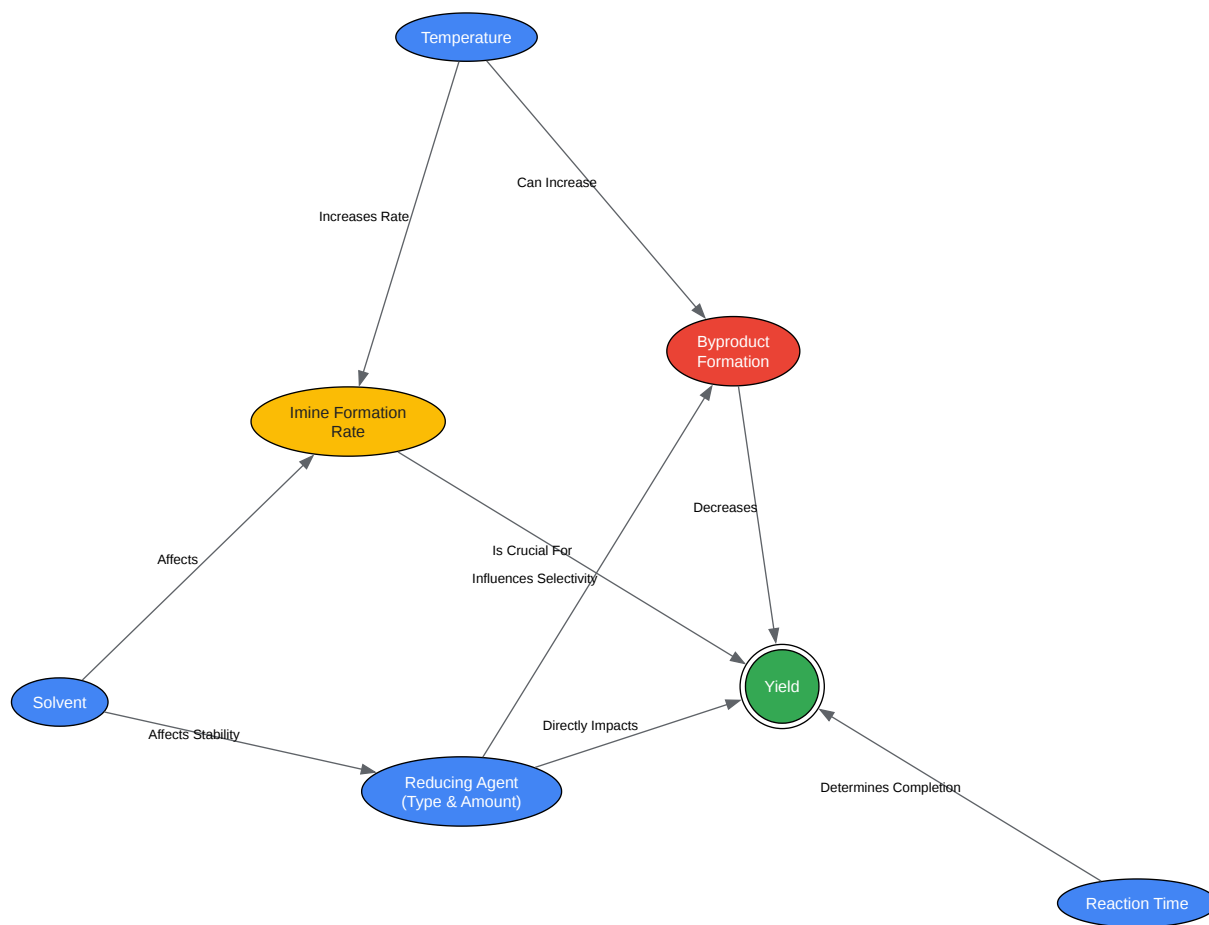 Temperature
Can Increase
Increases Rate
Byproduct
Formation
Imine Formation
Rate
Decreases
Is Crucial For
Affects
Influences Selectivity
Yield
Solvent
Directly Impacts
Affects Stability
Reducing Agent
(Type & Amount)
Determines Completion
Reaction Time